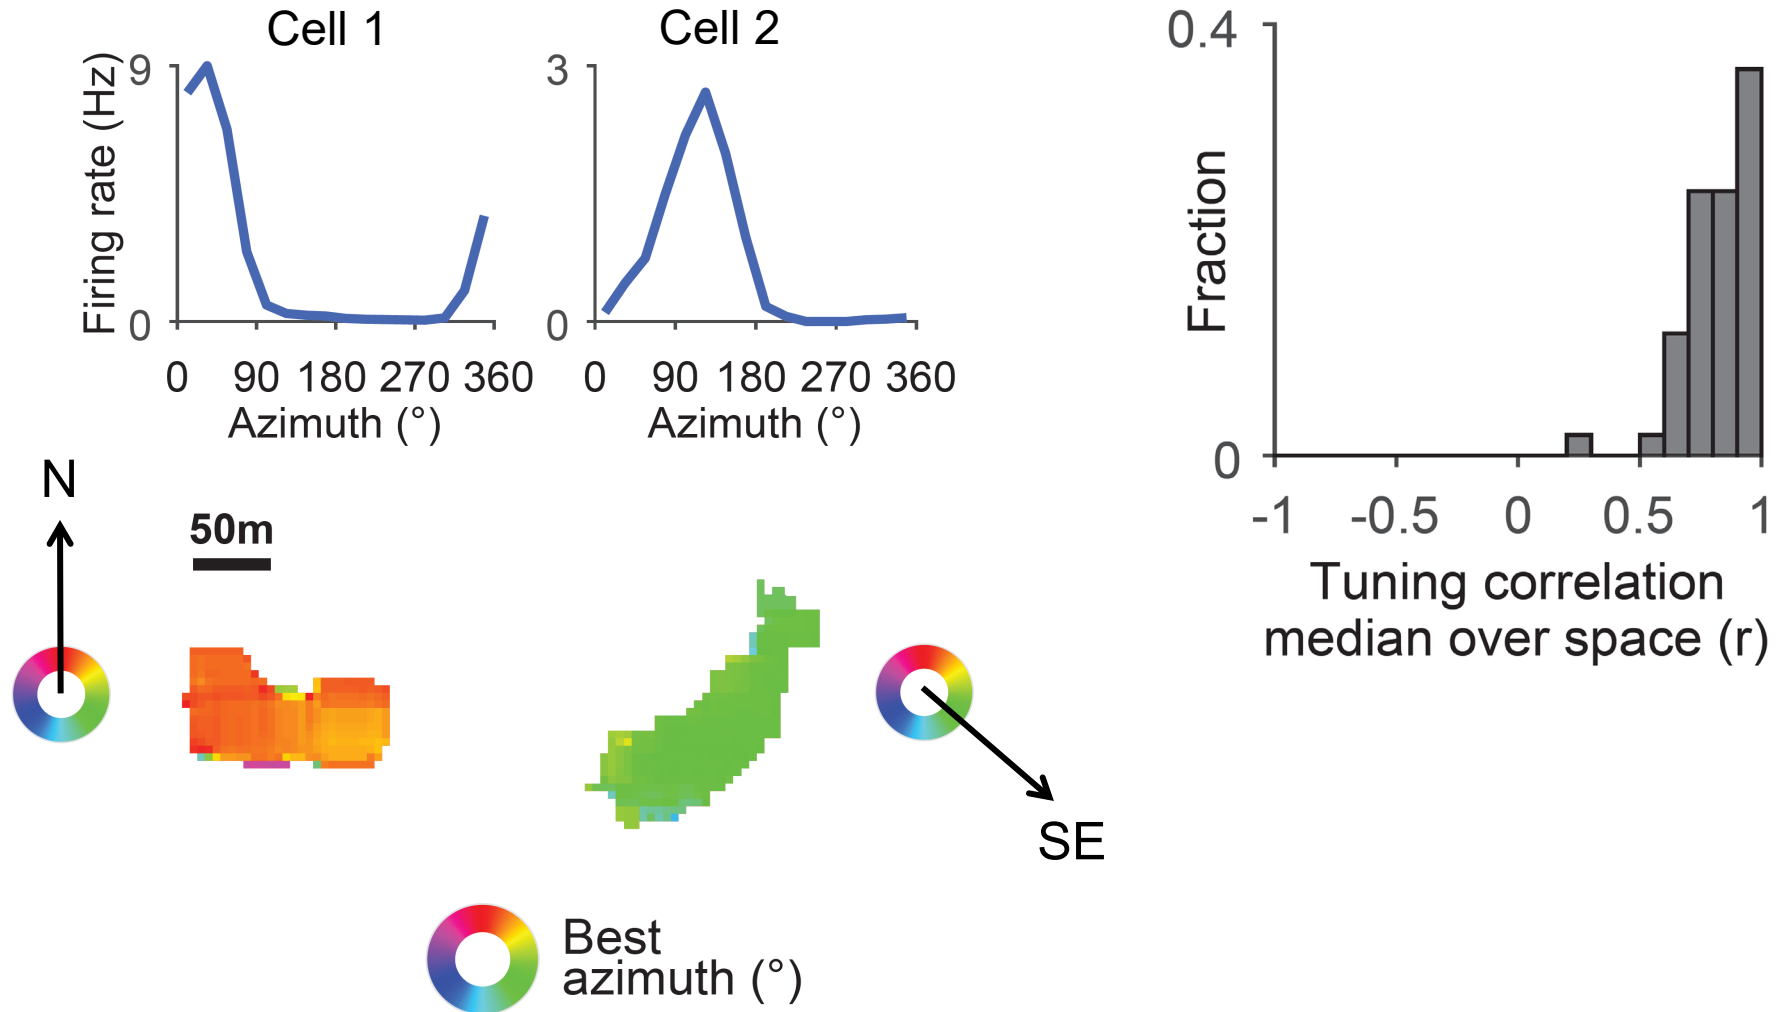 Cell 1
Cell 2
Firing rate (Hz)
9
0
0 90 180 270 360
Azimuth (°)
3
0
0 90 180 270 360
Azimuth (°)
Fraction
0.4
0
-1 -0.5 0 0.5 1
Tuning correlation
median over space (r)
N
50m
SE
Best
azimuth (°)